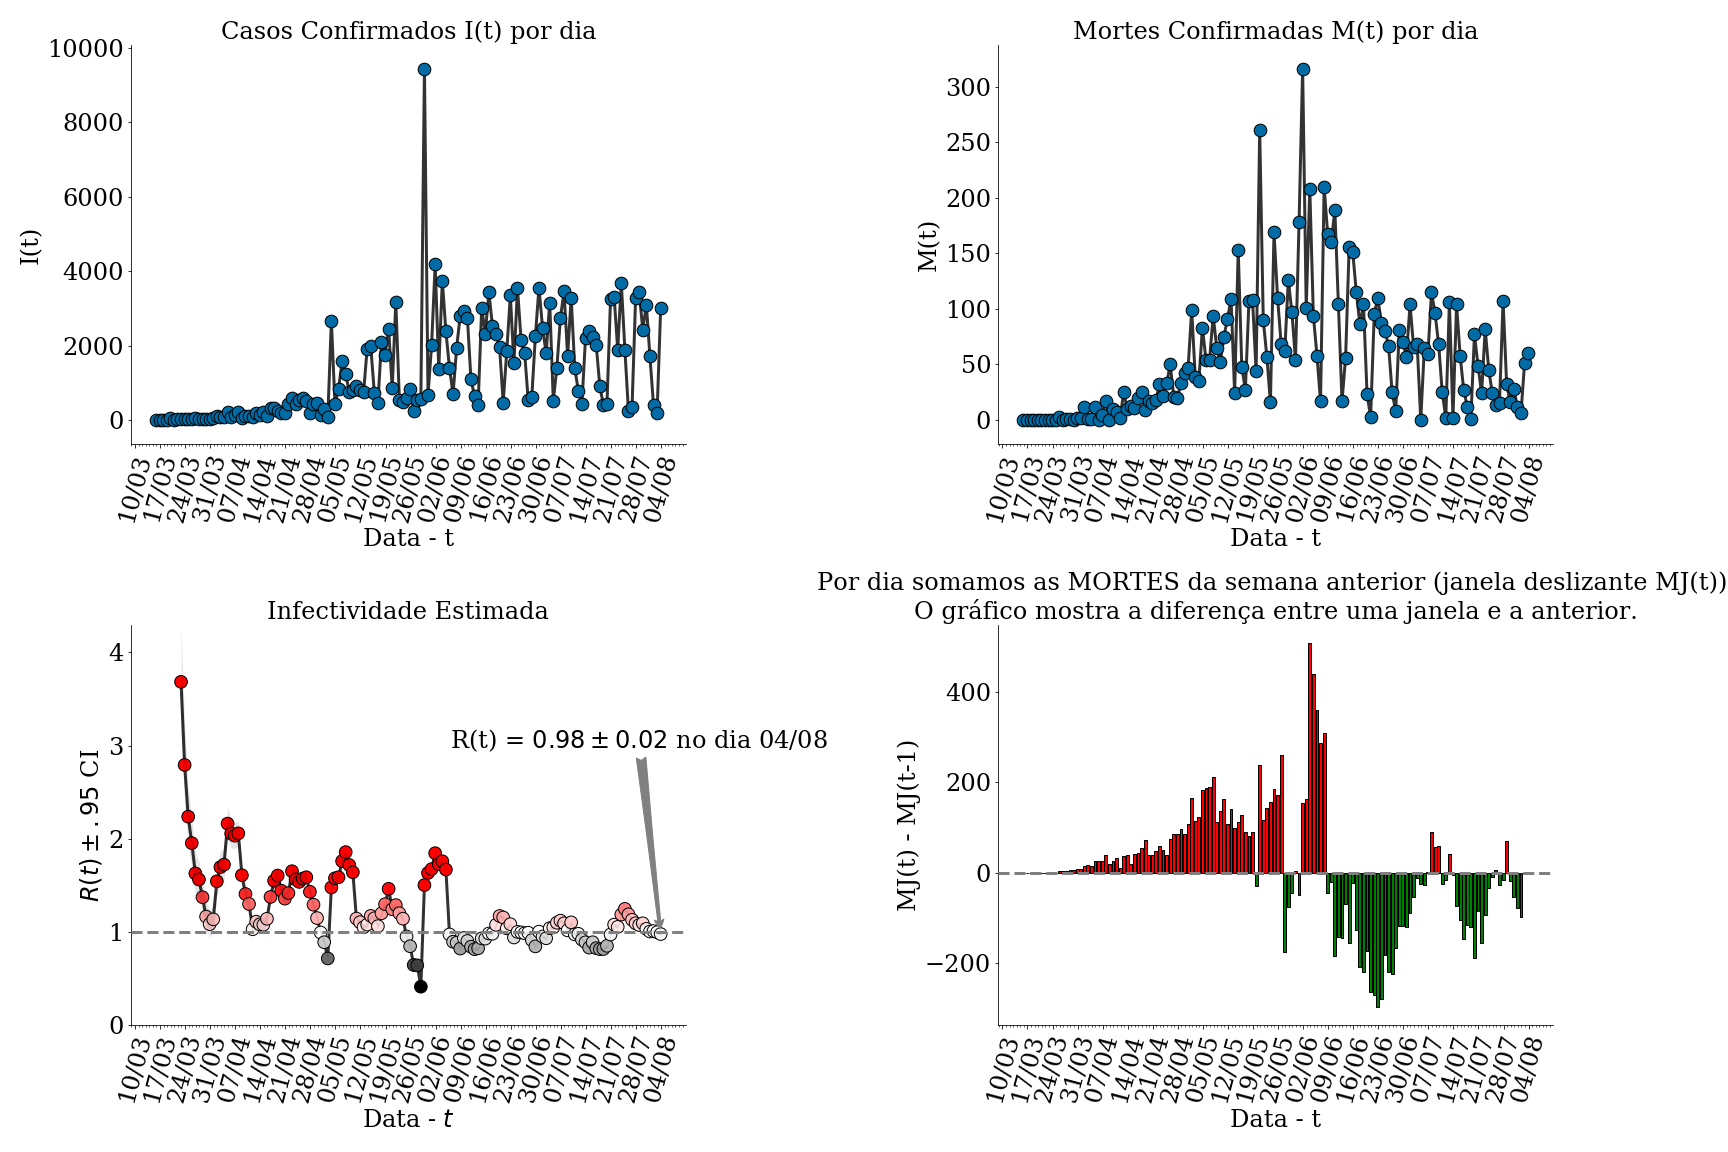 Casos Confirmados I(t) por dia
10000
8000
6000
4000
2000
0
I(t)
10/03 17/03 24/03 31/03 07/04 14/04 21/04 28/04 05/05 12/05 19/05 26/05 02/06 09/06 16/06 23/06 30/06 07/07 14/07 21/07 28/07 04/08
Data - t
Mortes Confirmadas M(t) por dia
300
250
200
150
100
50
0
M(t)
10/03 17/03 24/03 31/03 07/04 14/04 21/04 28/04 05/05 12/05 19/05 26/05 02/06 09/06 16/06 23/06 30/06 07/07 14/07 21/07 28/07 04/08
Data - t
Infectividade Estimada
4
3
2
1
0
R(t) ± .95 CI
R(t) = 0.98 ± 0.02 no dia 04/08
10/03 17/03 24/03 31/03 07/04 14/04 21/04 28/04 05/05 12/05 19/05 26/05 02/06 09/06 16/06 23/06 30/06 07/07 14/07 21/07 28/07 04/08
Data - t
Por dia somamos as MORTES da semana anterior (janela deslizante MJ(t))
O gráfico mostra a diferença entre uma janela e a anterior.
400
200
0
−200
MJ(t) - MJ(t-1)
10/03 17/03 24/03 31/03 07/04 14/04 21/04 28/04 05/05 12/05 19/05 26/05 02/06 09/06 16/06 23/06 30/06 07/07 14/07 21/07 28/07 04/08
Data - t